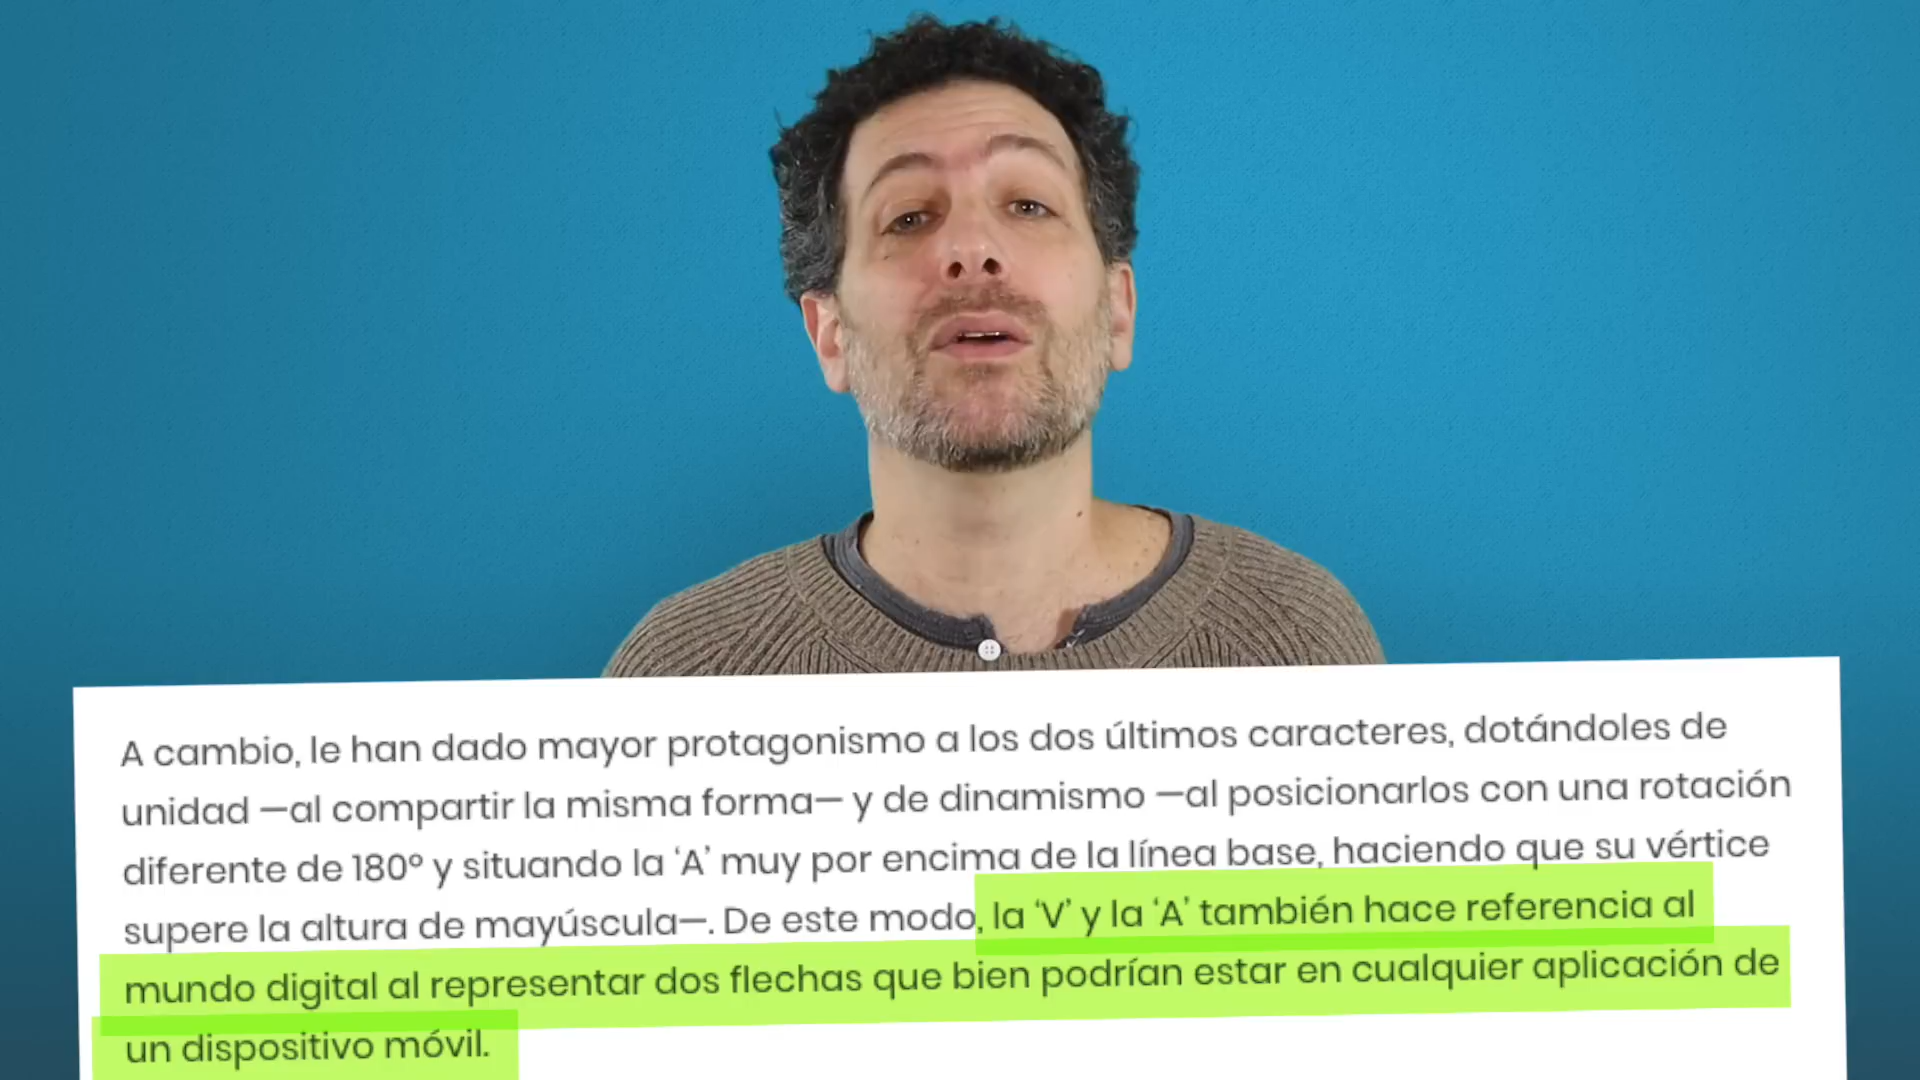 A cambio, le han dado mayor protagonismo a los dos últimos caracteres, dotándoles de
unidad —al compartir la misma forma— y de dinamismo —al posicionarlos con una rotación
diferente de 180º y situando la ‘A’ muy por encima de la línea base, haciendo que su vértice
supere la altura de mayúscula—. De este modo, la ‘V’ y la ‘A’ también hace referencia al
mundo digital al representar dos flechas que bien podrían estar en cualquier aplicación de
un dispositivo móvil.